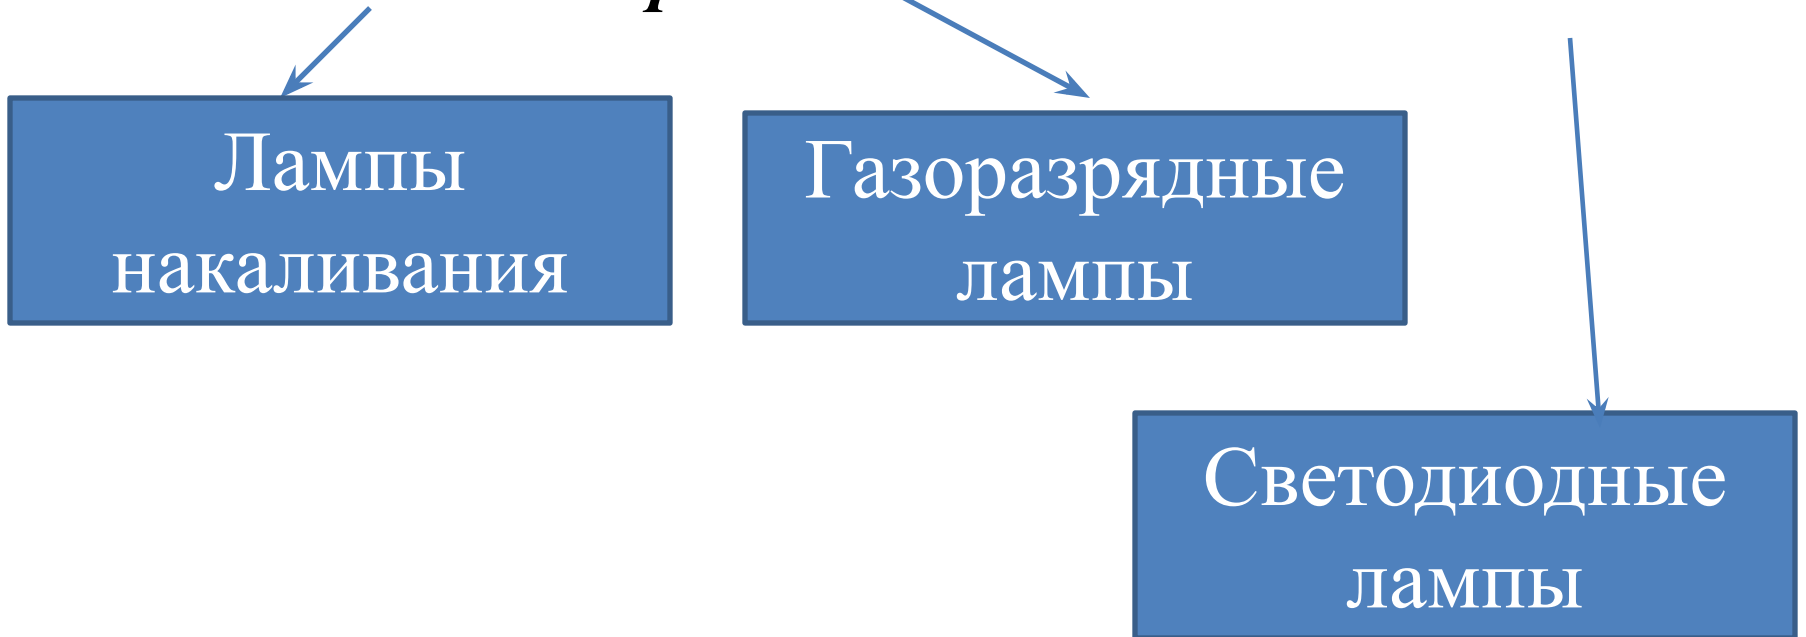 Лампы
накаливания
Газоразрядные
лампы
Светодиодные
лампы